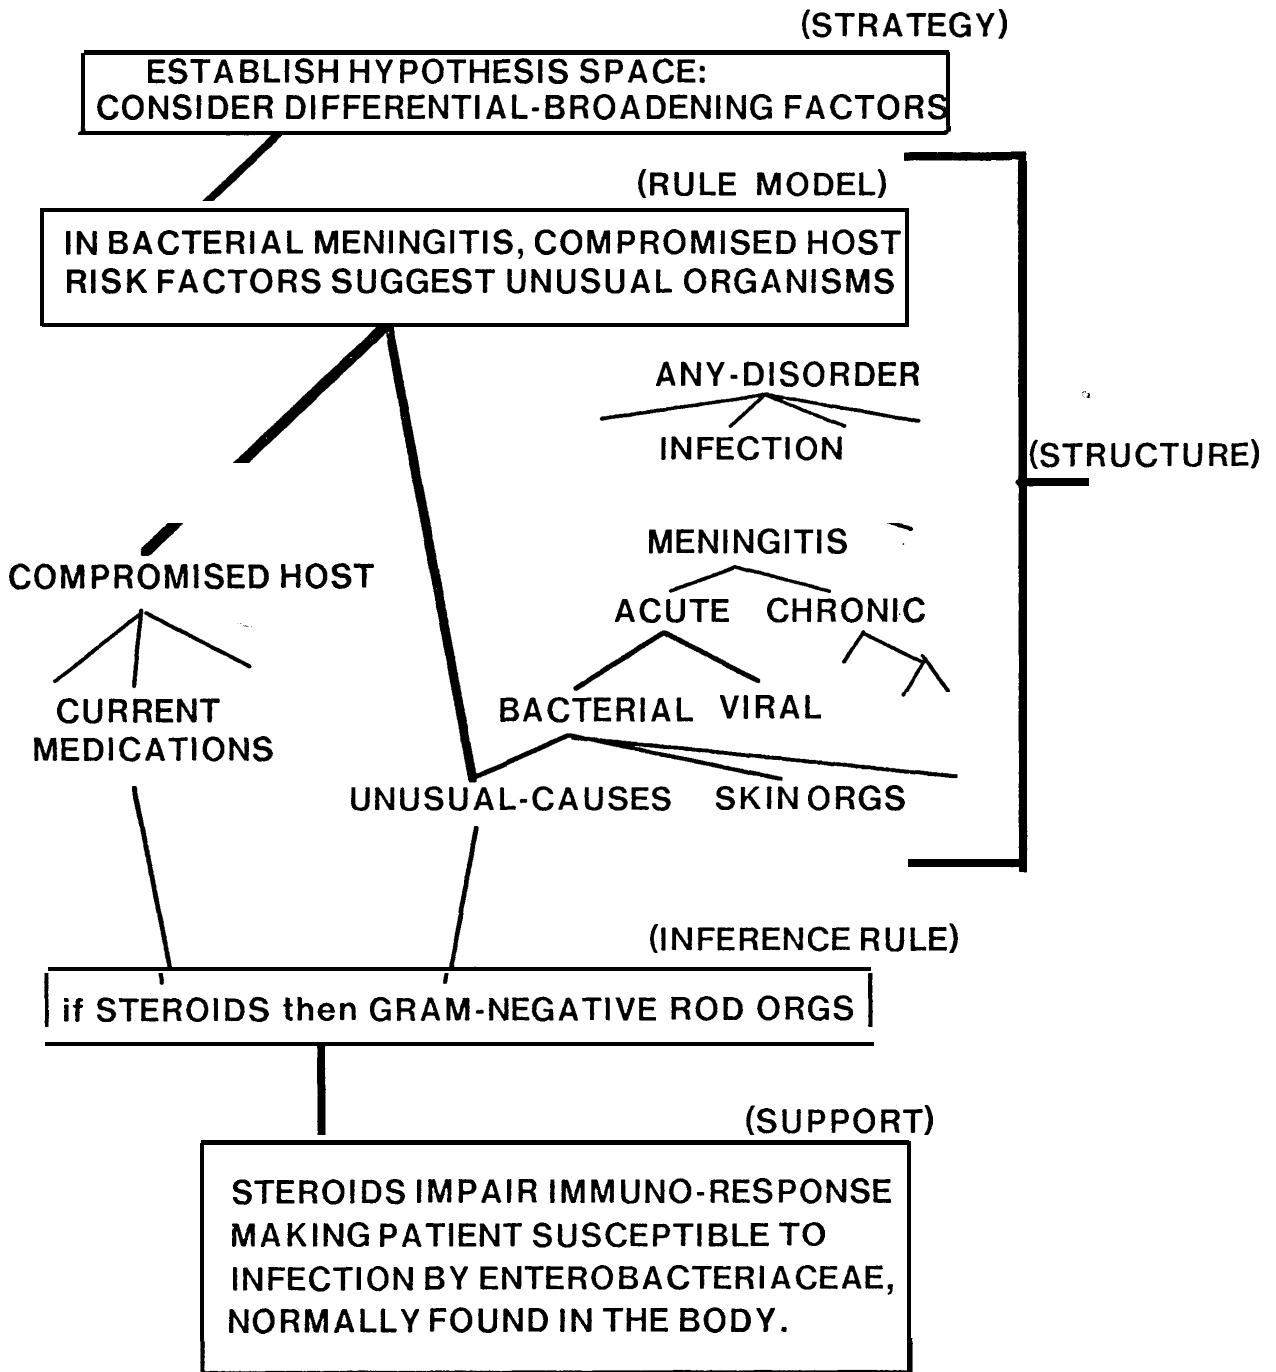 (STRATEGY)
ESTABLISH HYPOTHESIS SPACE:
CONSIDER DIFFERENTIAL-BROADENING FACTORS
(RULE MODEL)
IN BACTERIAL MENINGITIS, COMPROMISED HOST
RISK FACTORS SUGGEST UNUSUAL ORGANISMS
ANY-DISORDER
INFECTION
(STRUCTURE)
MENINGITIS
COMPROMISED HOST
ACUTE CHRONIC
CURRENT
MEDICATIONS
BACTERIAL VIRAL
UNUSUAL-CAUSES SKIN ORGS
(INFERENCE RULE)
if STEROIDS then GRAM-NEGATIVE ROD ORGS
(SUPPORT)
STEROIDS IMPAIR IMMUNO-RESPONSE
MAKING PATIENT SUSCEPTIBLE TO
INFECTION BY ENTEROBACTERIACEAE,
NORMALLY FOUND IN THE BODY.